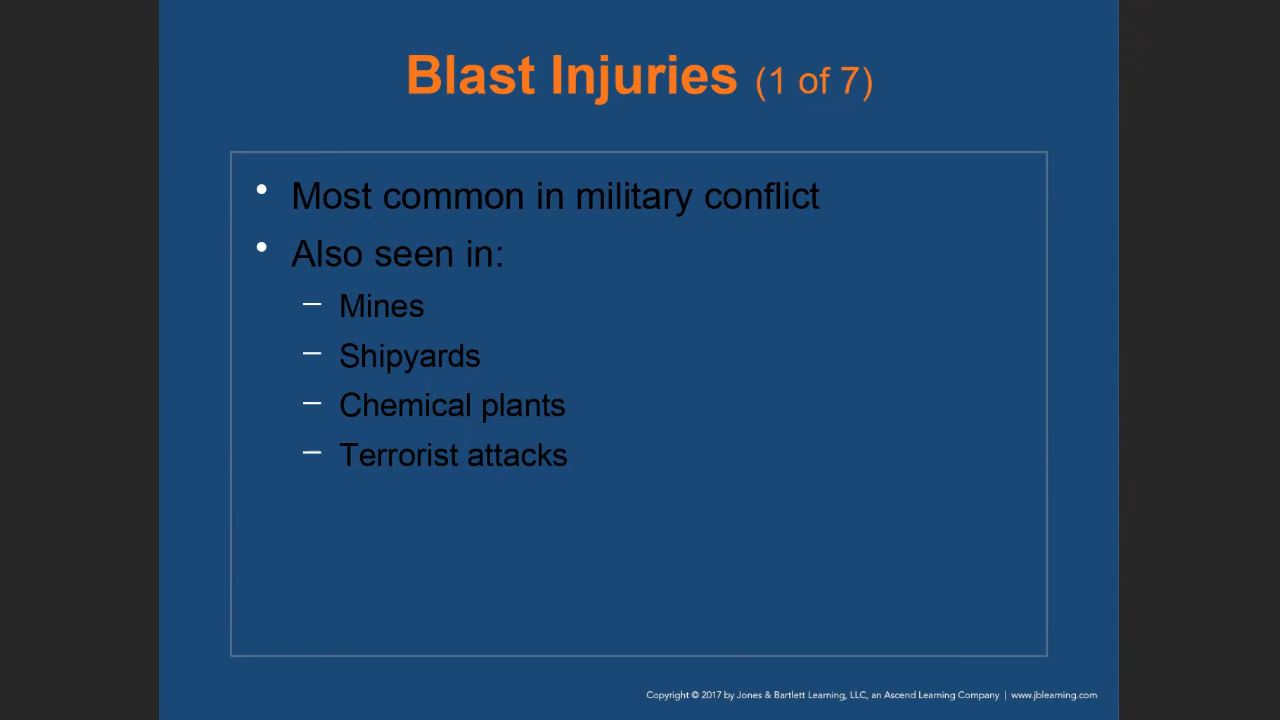 Blast Injuries (1 of 7)
• Most common in military conflict
• Also seen in:
– Mines
– Shipyards
– Chemical plants
– Terrorist attacks
Copyright © 2017 by Jones & Bartlett Learning, LLC, an Ascend Learning Company | www.jblearning.com